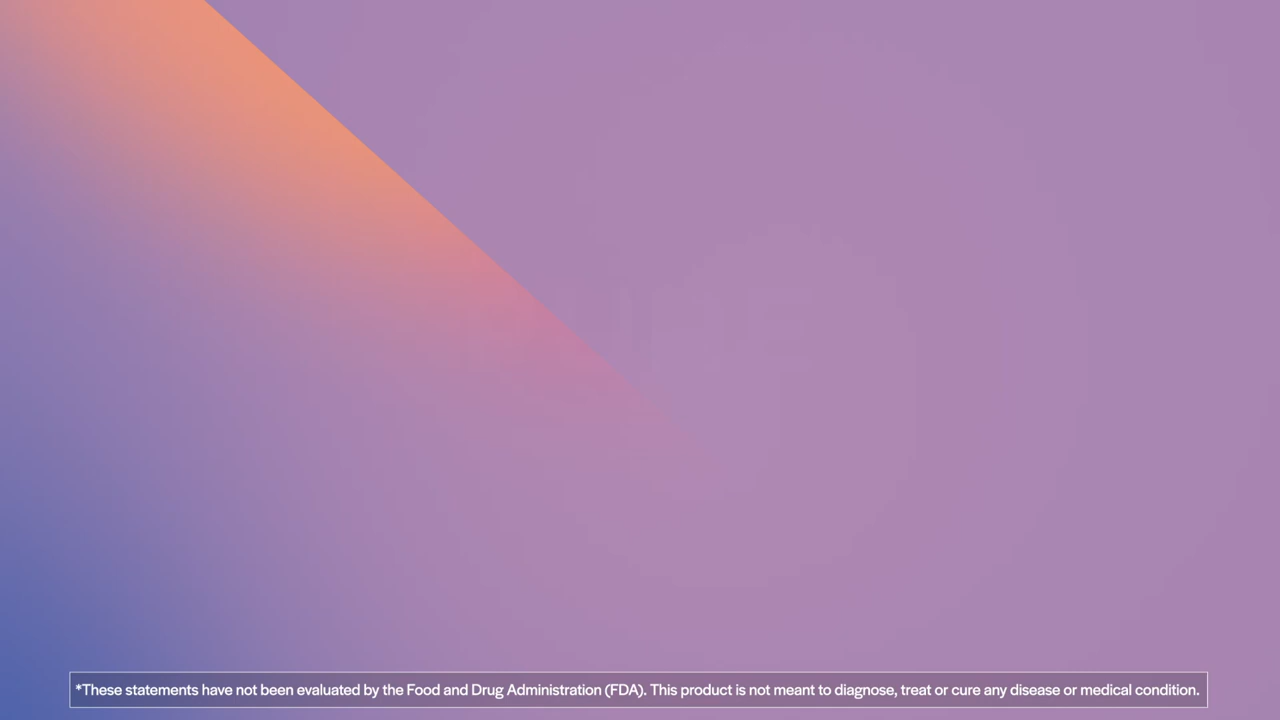 *These statements have not been evaluated by the Food and Drug Administration (FDA). This product is not meant to diagnose, treat or cure any disease or medical condition.